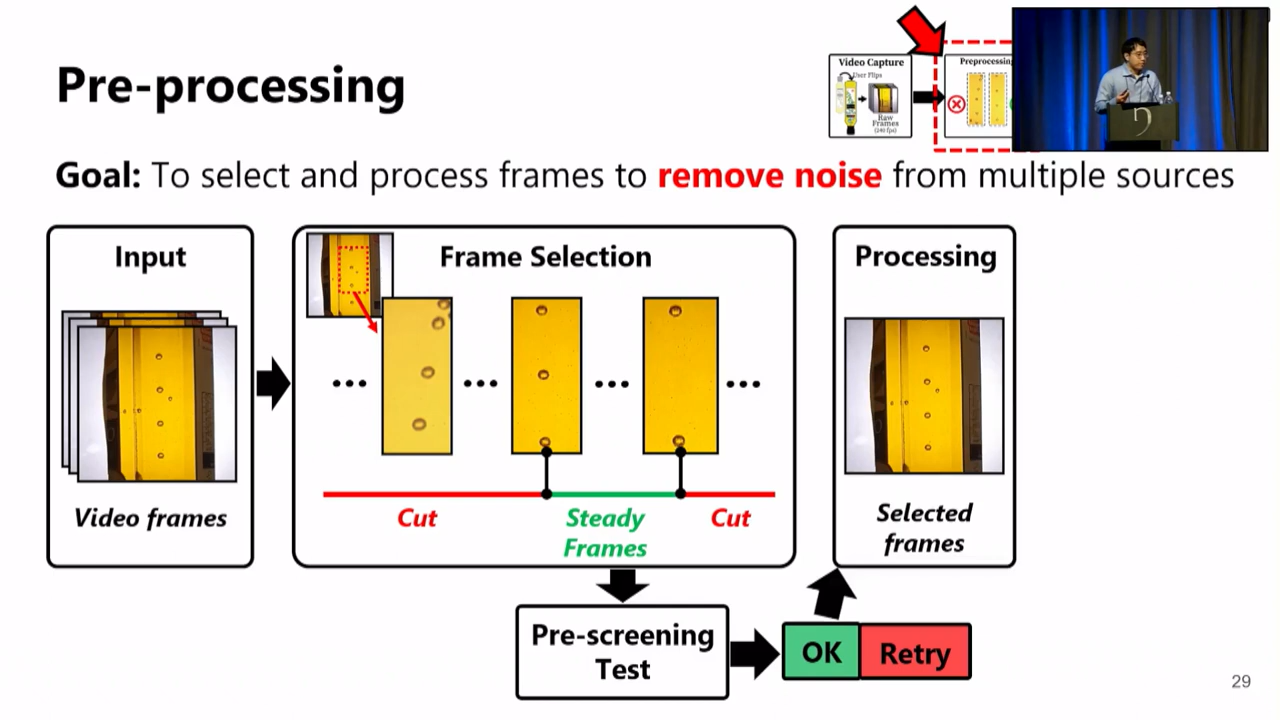 Pre-processing
Video Capture
User Flips
Raw
Frames
(240 fps)
Goal: To select and process frames to remove noise from multiple sources
Input
Video frames
Frame Selection
...
...
...
...
Cut
Steady
Frames
Cut
Processing
Selected
frames
Pre-screening
Test
OK
Retry
29